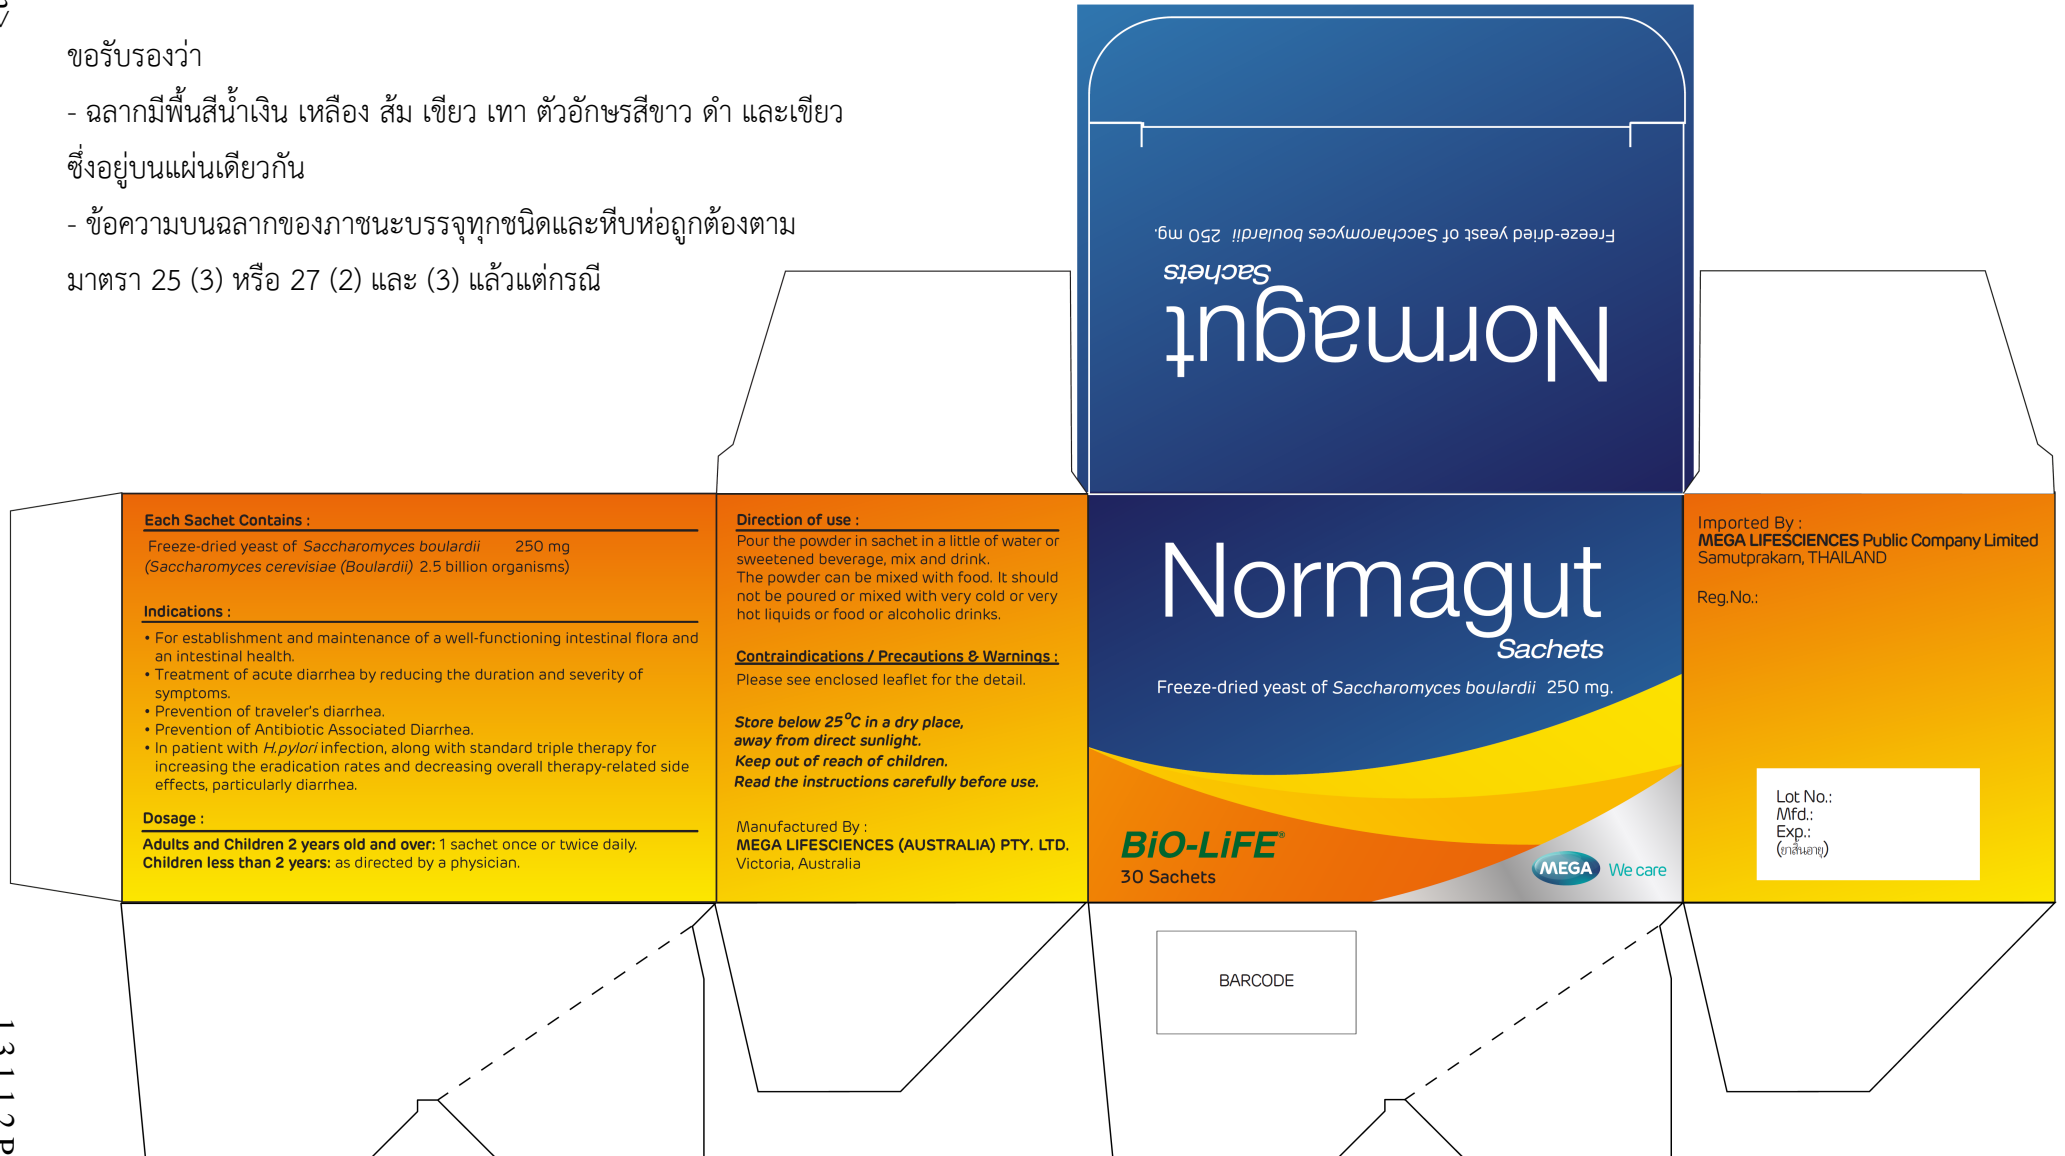 ขอรับรองว่า
- ฉลากมีพื้นสีน้ำเงิน เหลือง ส้ม เขียว เทา ตัวอักษรสีขาว ดำ และเขียว
ซึ่งอยู่บนแผ่นเดียวกัน
- ข้อความบนฉลากของภาชนะบรรจุทุกชนิดและหีบห่อถูกต้องตาม
มาตรา 25 (3) หรือ 27 (2) และ (3) แล้วแต่กรณี
Normagut
Sachets
Freeze-dried yeast of Saccharomyces boulardii 250 mg.
Each Sachet Contains :
Freeze-dried yeast of Saccharomyces boulardii 250 mg
(Saccharomyces cerevisiae (Boulardii) 2.5 billion organisms)
Indications :
• For establishment and maintenance of a well-functioning intestinal flora and
an intestinal health.
• Treatment of acute diarrhea by reducing the duration and severity of
symptoms.
• Prevention of traveler's diarrhea.
• Prevention of Antibiotic Associated Diarrhea.
• In patient with H.pylori infection, along with standard triple therapy for
increasing the eradication rates and decreasing overall therapy-related side
effects, particularly diarrhea.
Dosage :
Adults and Children 2 years old and over: 1 sachet once or twice daily.
Children less than 2 years: as directed by a physician.
Direction of use :
Pour the powder in sachet in a little of water or
sweetened beverage, mix and drink.
The powder can be mixed with food. It should
not be poured or mixed with very cold or very
hot liquids or food or alcoholic drinks.
Contraindications / Precautions & Warnings :
Please see enclosed leaflet for the detail.
Store below 25°C in a dry place,
away from direct sunlight.
Keep out of reach of children.
Read the instructions carefully before use.
Manufactured By :
MEGA LIFESCIENCES (AUSTRALIA) PTY. LTD.
Victoria, Australia
Normagut
Sachets
Freeze-dried yeast of Saccharomyces boulardii 250 mg.
BiO-LiFE®
30 Sachets
MEGA We care
Imported By :
MEGA LIFESCIENCES Public Company Limited
Samutprakarn, THAILAND
Reg.No.:
Lot No.:
Mfd.:
Exp.:
(ยาสิ้นอายุ)
BARCODE